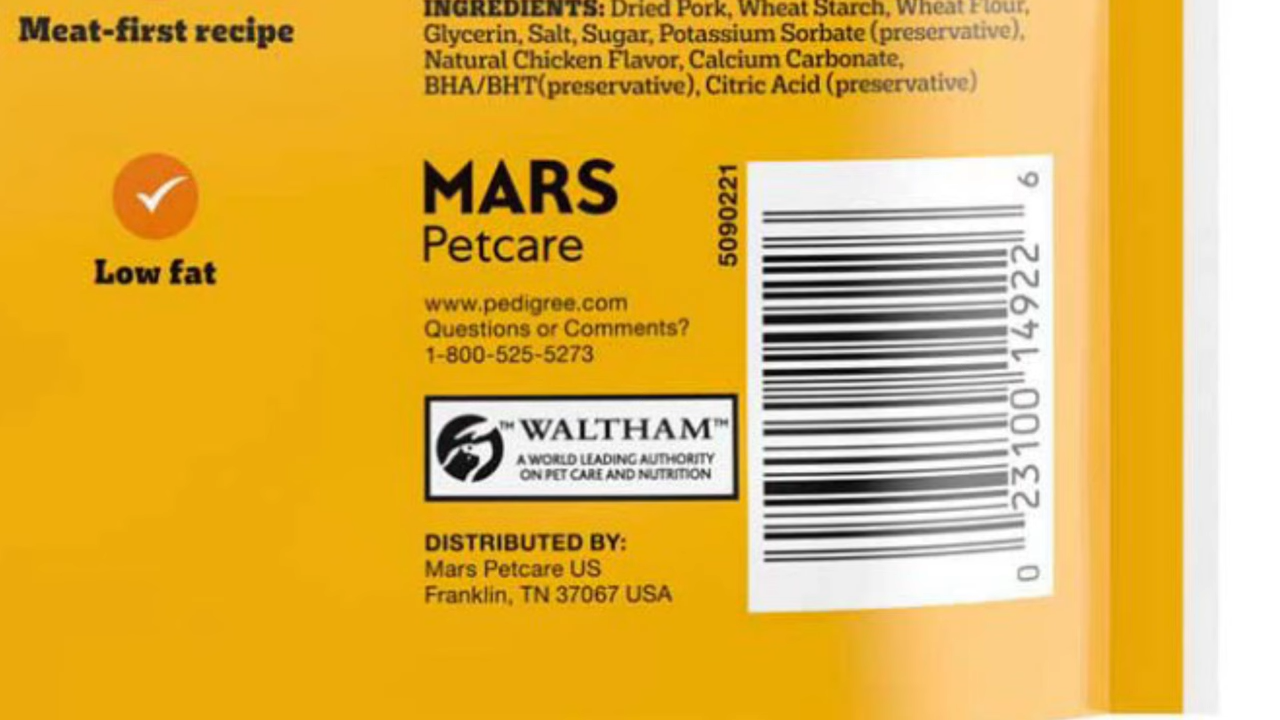 Meat-first recipe
Low fat
INGREDIENTS: Dried Pork, Wheat Starch, Wheat Flour,
Glycerin, Salt, Sugar, Potassium Sorbate (preservative),
Natural Chicken Flavor, Calcium Carbonate,
BHA/BHT(preservative), Citric Acid (preservative)
MARS
Petcare
www.pedigree.com
Questions or Comments?
1-800-525-5273
™ WALTHAM™
A WORLD LEADING AUTHORITY
ON PET CARE AND NUTRITION
DISTRIBUTED BY:
Mars Petcare US
Franklin, TN 37067 USA
5090221
0 23100 14922 6